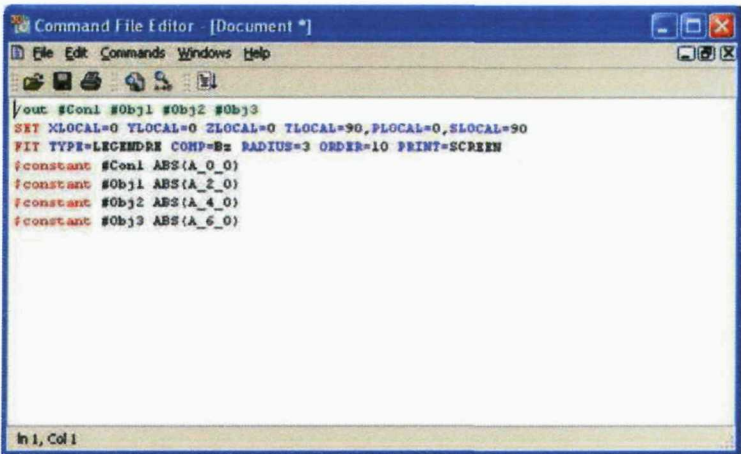 Command File Editor - [Document *]
File Edit Commands Windows Help
/out #Con1 #Obj1 #Obj2 #Obj3
SET XLOCAL=0 YLOCAL=0 ZLOCAL=0 TLOCAL=90,PLOCAL=0,SLOCAL=90
FIT TYPE=LEGENDRE COMP=Bz RADIUS=3 ORDER=10 PRINT=SCREEN
$constant #Con1 ABS(A_0_0)
$constant #Obj1 ABS(A_2_0)
$constant #Obj2 ABS(A_4_0)
$constant #Obj3 ABS(A_6_0)
ln 1, Col 1